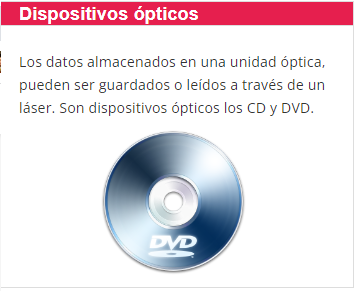 Dispositivos ópticos
Los datos almacenados en una unidad óptica,
pueden ser guardados o leídos a través de un
láser. Son dispositivos ópticos los CD y DVD.
DVD